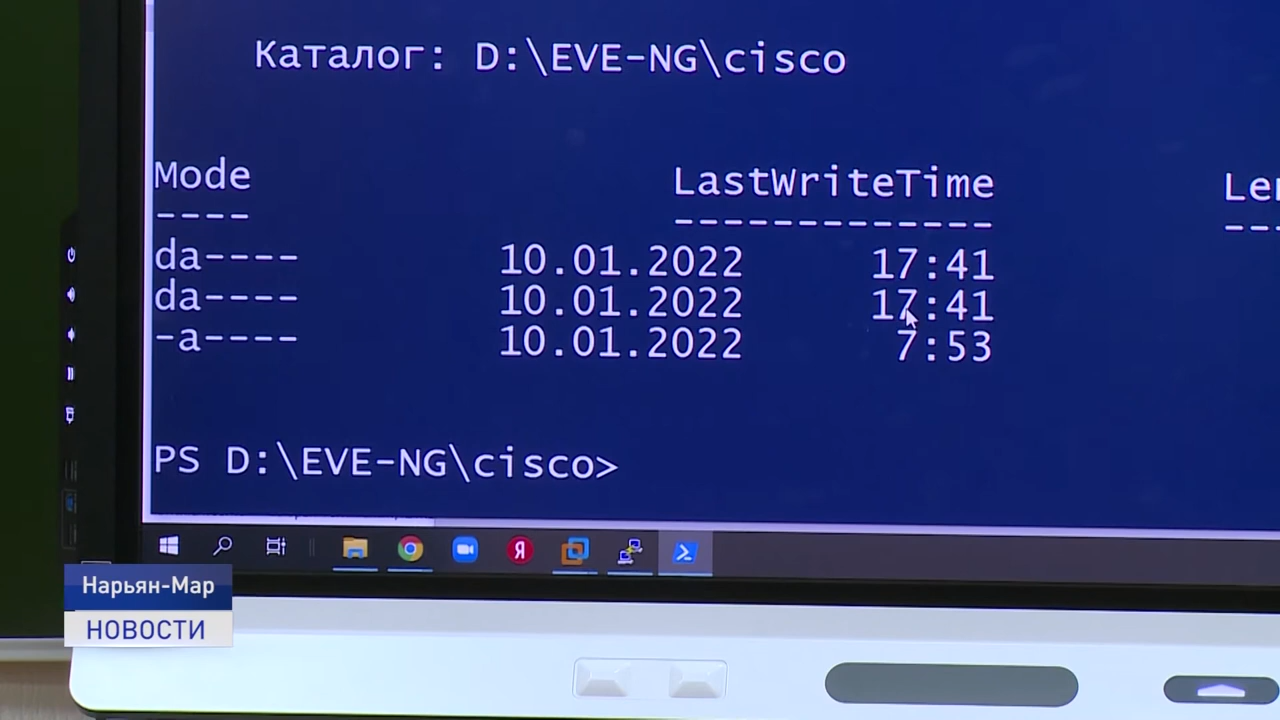 Каталог: D:\EVE-NG\cisco
Mode LastWriteTime
---- -------------
da---- 10.01.2022 17:41
da---- 10.01.2022 17:41
-a---- 10.01.2022 7:53
PS D:\EVE-NG\cisco>
Я
Нарьян-Мар
НОВОСТИ